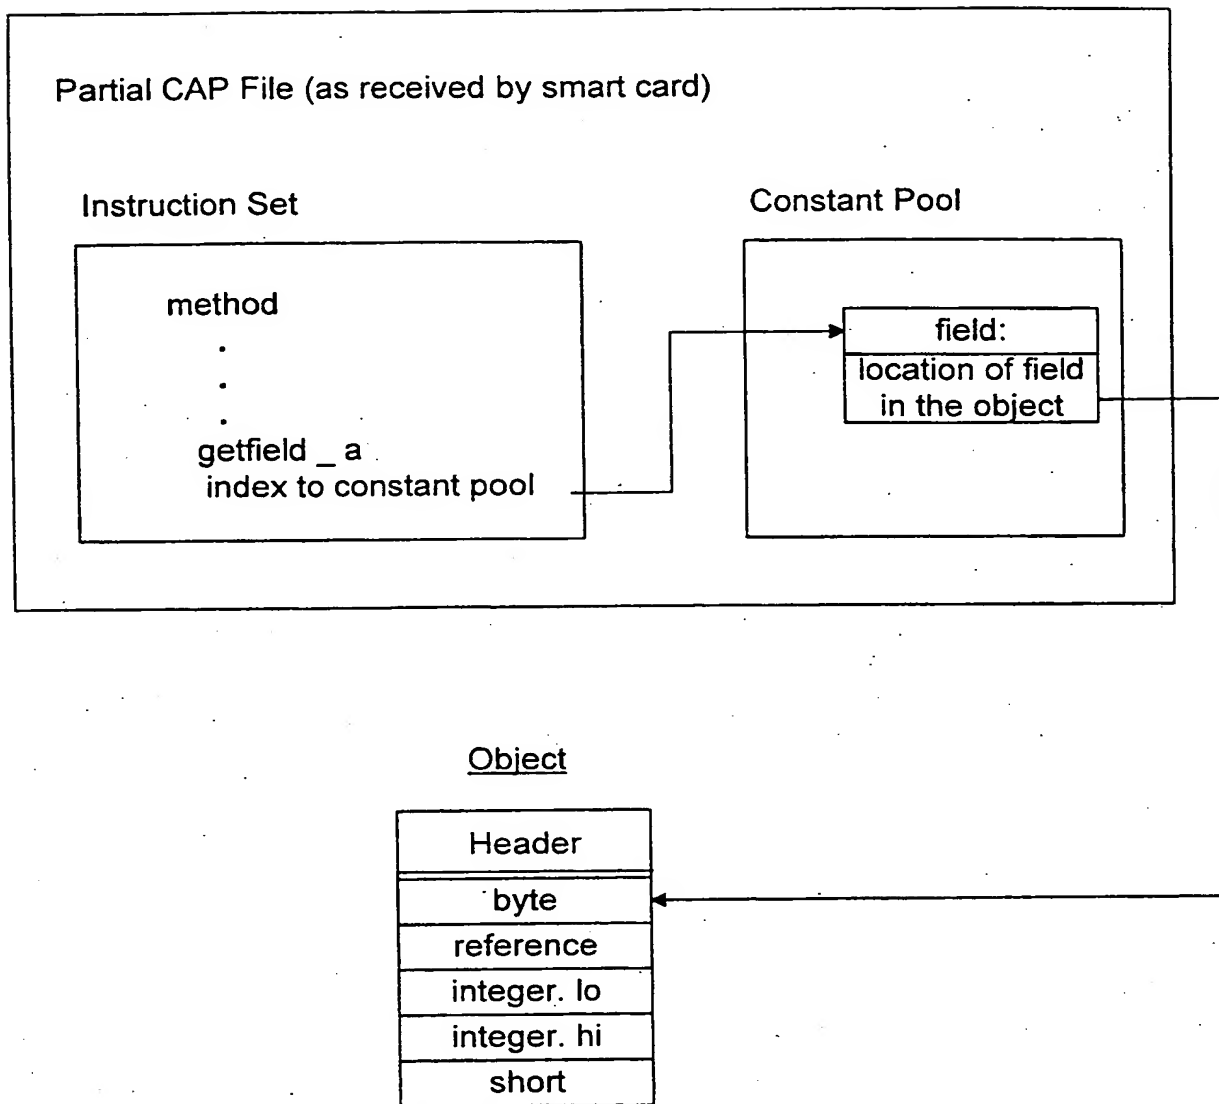 Partial CAP File (as received by smart card)
Instruction Set
Constant Pool
method
.
.
.
getfield _ a
index to constant pool
field:
location of field
in the object
Object
Header
byte
reference
integer. lo
integer. hi
short